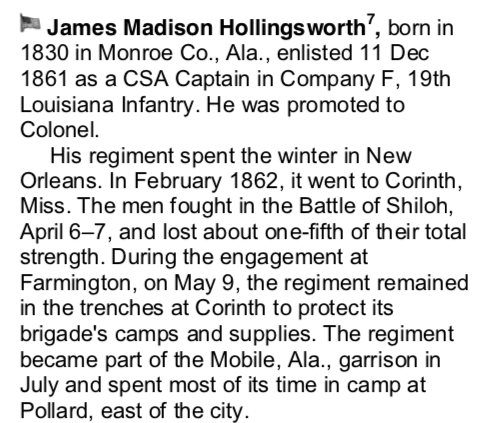 James Madison Hollingsworth⁷, born in
1830 in Monroe Co., Ala., enlisted 11 Dec
1861 as a CSA Captain in Company F, 19th
Louisiana Infantry. He was promoted to
Colonel.
His regiment spent the winter in New
Orleans. In February 1862, it went to Corinth,
Miss. The men fought in the Battle of Shiloh,
April 6–7, and lost about one-fifth of their total
strength. During the engagement at
Farmington, on May 9, the regiment remained
in the trenches at Corinth to protect its
brigade's camps and supplies. The regiment
became part of the Mobile, Ala., garrison in
July and spent most of its time in camp at
Pollard, east of the city.